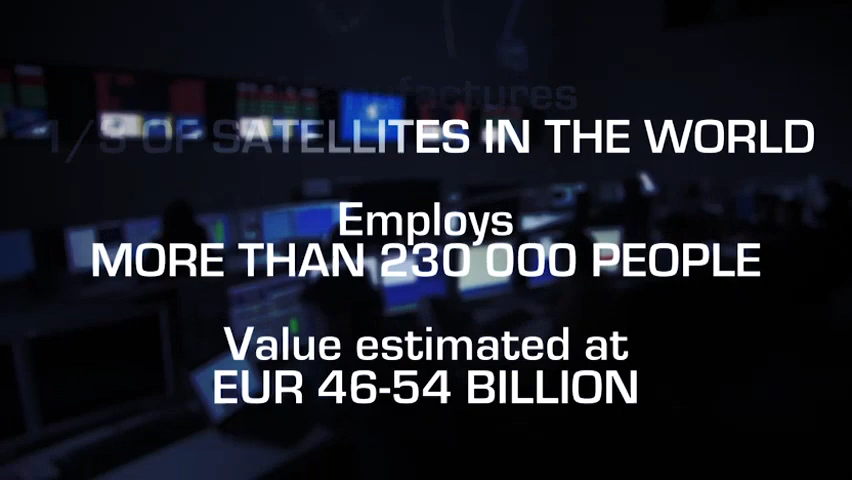 Manufactures
1/3 OF SATELLITES IN THE WORLD
Employs
MORE THAN 230 000 PEOPLE
Value estimated at
EUR 46-54 BILLION